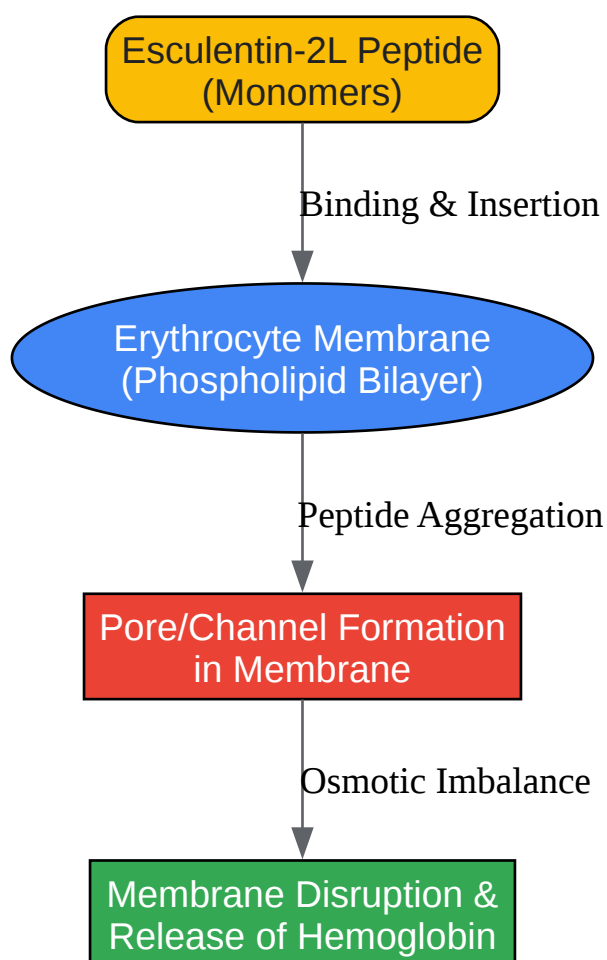 Esculentin-2L Peptide
(Monomers)
Binding & Insertion
Erythrocyte Membrane
(Phospholipid Bilayer)
Peptide Aggregation
Pore/Channel Formation
in Membrane
Osmotic Imbalance
Membrane Disruption &
Release of Hemoglobin